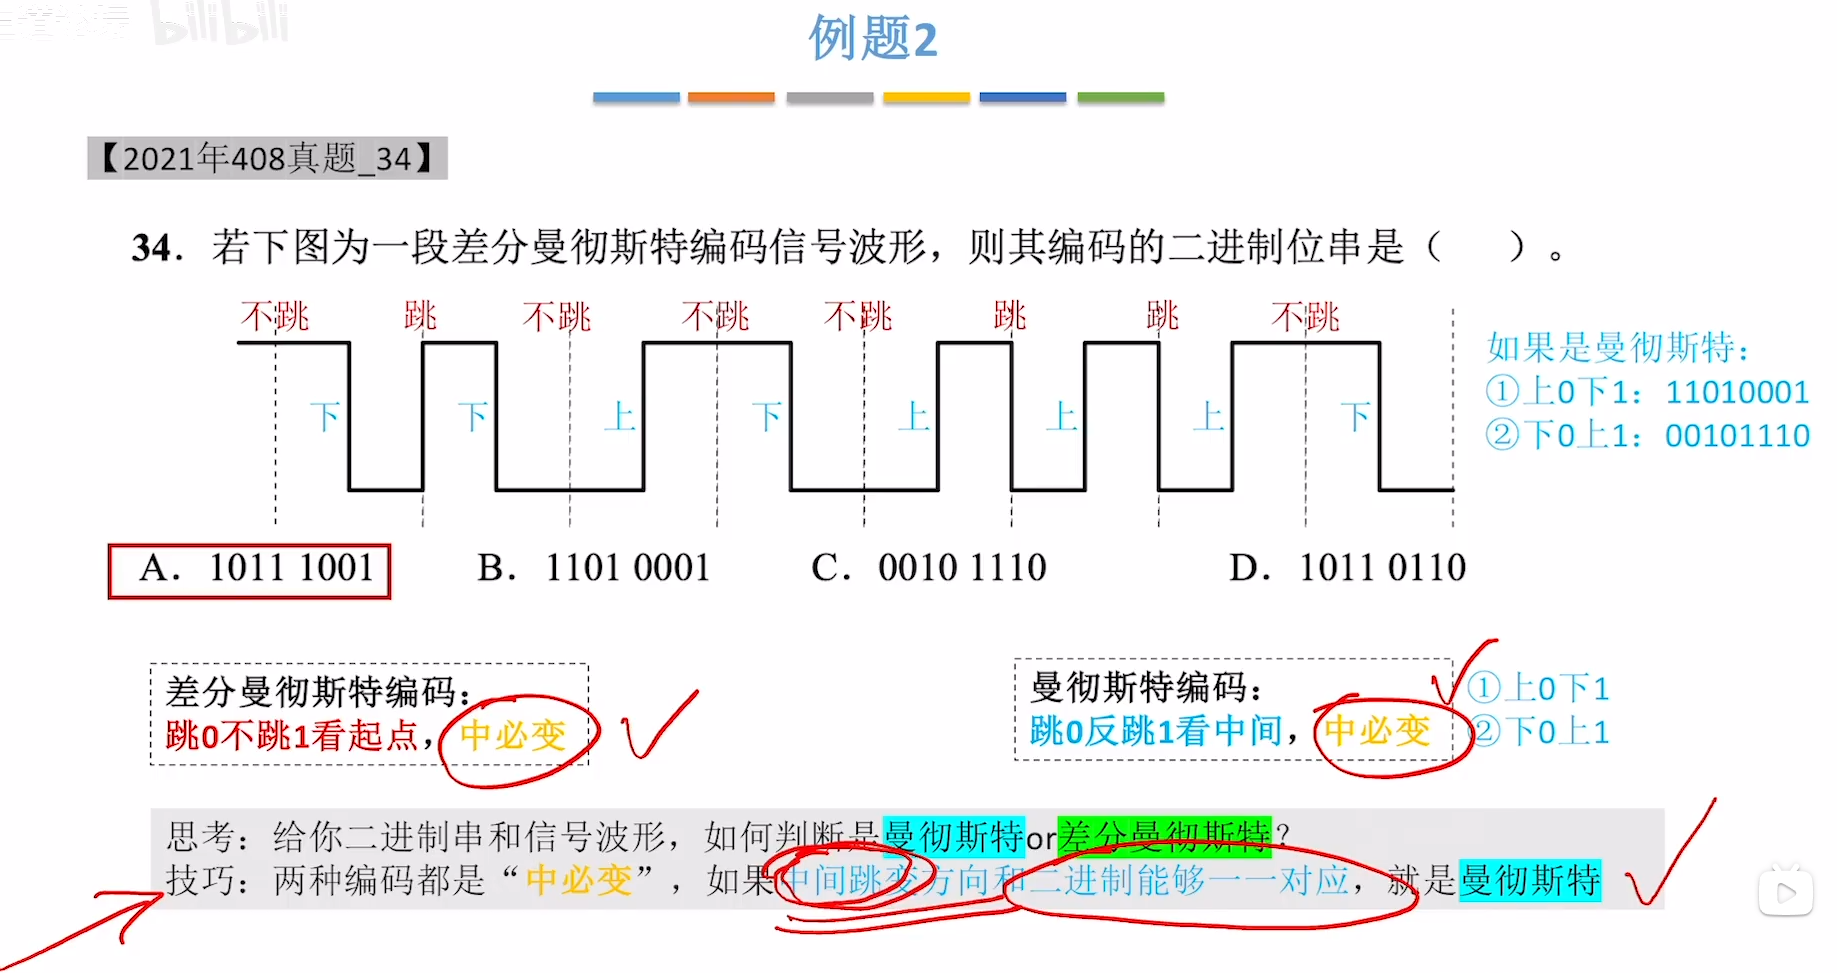 bilibili
例题2
【2021年408真题_34】
34. 若下图为一段差分曼彻斯特编码信号波形，则其编码的二进制位串是（　　）。
不跳 跳 不跳 不跳 不跳 跳 跳 不跳
下 下 上 下 上 上 上 下
如果是曼彻斯特：
①上0下1：11010001
②下0上1：00101110
A. 1011 1001 B. 1101 0001 C. 0010 1110 D. 1011 0110
差分曼彻斯特编码：
跳0不跳1看起点，中必变
曼彻斯特编码：
跳0反跳1看中间，中必变
①上0下1
②下0上1
思考：给你二进制串和信号波形，如何判断是曼彻斯特or差分曼彻斯特？
技巧：两种编码都是“中必变”，如果中间跳变方向和二进制能够一一对应，就是曼彻斯特